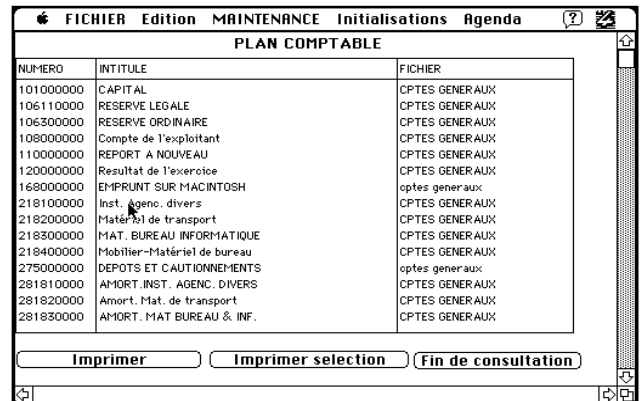 FICHIER Edition MAINTENANCE Initialisations Agenda ?
PLAN COMPTABLE
NUMERO INTITULE FICHIER
101000000 CAPITAL CPTES GENERAUX
106110000 RESERVE LEGALE CPTES GENERAUX
106300000 RESERVE ORDINAIRE CPTES GENERAUX
108000000 Compte de l'exploitant CPTES GENERAUX
110000000 REPORT A NOUVEAU CPTES GENERAUX
120000000 Resultat de l'exercice CPTES GENERAUX
168000000 EMPRUNT SUR MACINTOSH cptes generaux
218100000 Inst. Agenc. divers CPTES GENERAUX
218200000 Matériel de transport CPTES GENERAUX
218300000 MAT. BUREAU INFORMATIQUE CPTES GENERAUX
218400000 Mobilier-Matériel de bureau CPTES GENERAUX
275000000 DEPOTS ET CAUTIONNEMENTS cptes generaux
281810000 AMORT.INST. AGENC. DIVERS CPTES GENERAUX
281820000 Amort. Mat. de transport CPTES GENERAUX
281830000 AMORT. MAT BUREAU & INF. CPTES GENERAUX
Imprimer Imprimer selection Fin de consultation